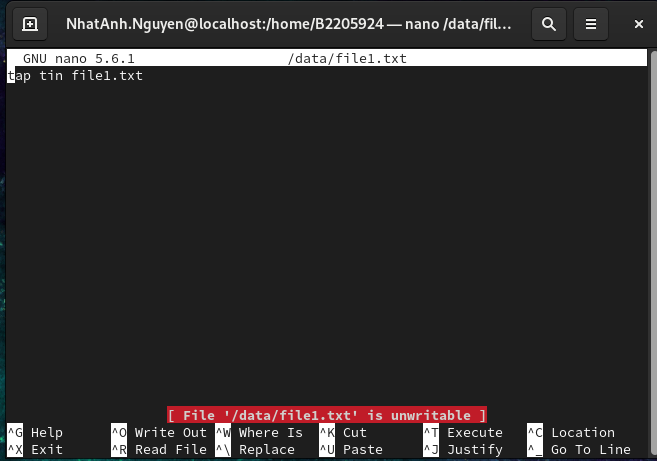 NhatAnh.Nguyen@localhost:/home/B2205924 — nano /data/fil...
GNU nano 5.6.1 /data/file1.txt
tap tin file1.txt
[ File '/data/file1.txt' is unwritable ]
^G Help ^O Write Out ^W Where Is ^K Cut ^T Execute ^C Location
^X Exit ^R Read File ^\ Replace ^U Paste ^J Justify ^_ Go To Line